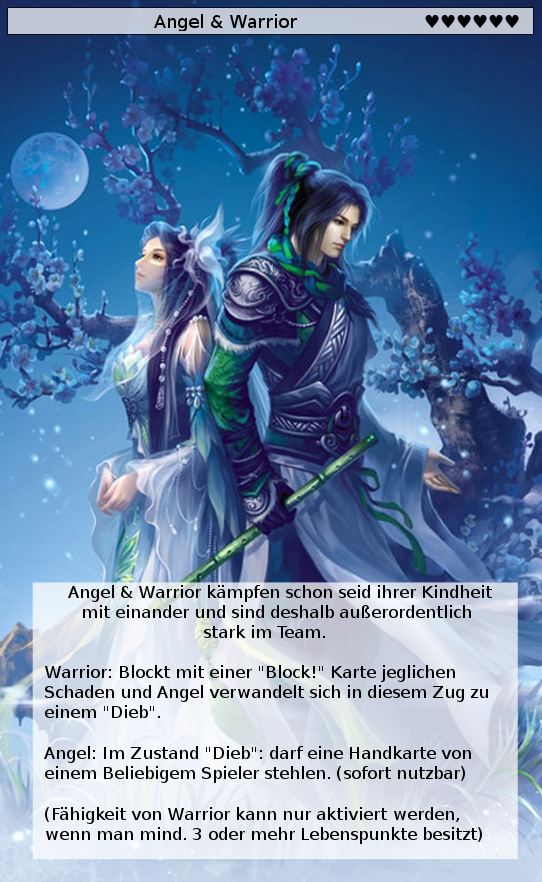 Angel & Warrior ♥♥♥♥♥♥
Angel & Warrior kämpfen schon seid ihrer Kindheit
mit einander und sind deshalb außerordentlich
stark im Team.
Warrior: Blockt mit einer "Block!" Karte jeglichen
Schaden und Angel verwandelt sich in diesem Zug zu
einem "Dieb".
Angel: Im Zustand "Dieb": darf eine Handkarte von
einem Beliebigem Spieler stehlen. (sofort nutzbar)
(Fähigkeit von Warrior kann nur aktiviert werden,
wenn man mind. 3 oder mehr Lebenspunkte besitzt)